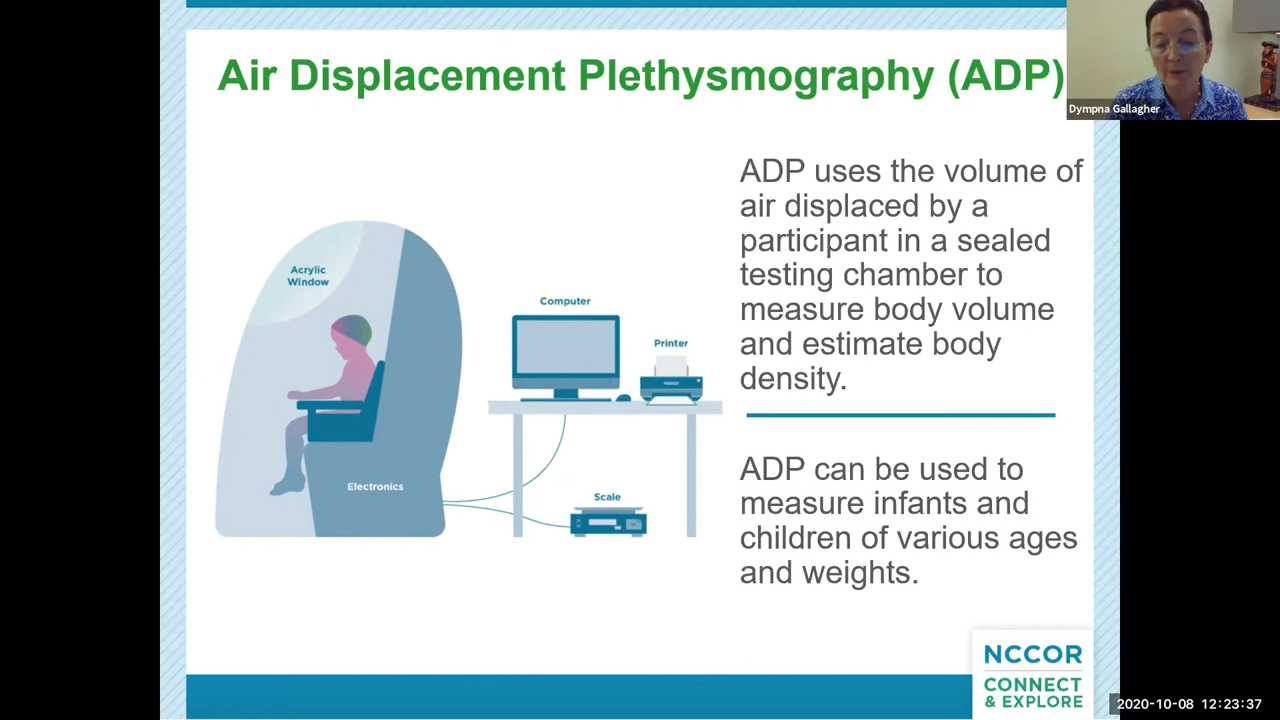 Air Displacement Plethysmography (ADP)
Dympna Gallagher
ADP uses the volume of
air displaced by a
participant in a sealed
testing chamber to
measure body volume
and estimate body
density.
Acrylic
Window
Computer
Printer
Electronics
Scale
ADP can be used to
measure infants and
children of various ages
and weights.
NCCOR
CONNECT
& EXPLORE
2020-10-08 12:23:37